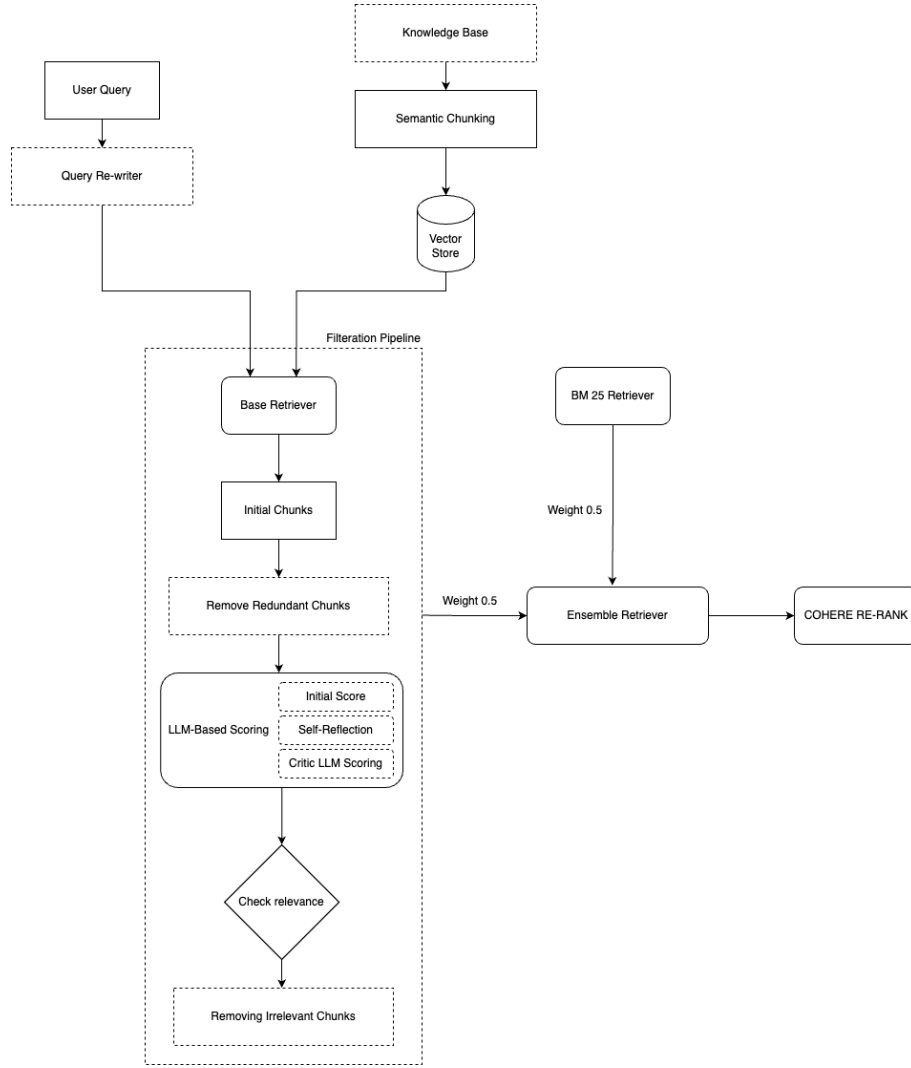 Knowledge Base
User Query
Semantic Chunking
Query Re-writer
Vector
Store
Filteration Pipeline
Base Retriever
BM 25 Retriever
Initial Chunks
Weight 0.5
Remove Redundant Chunks
Weight 0.5
Ensemble Retriever
COHERE RE-RANK
LLM-Based Scoring
Initial Score
Self-Reflection
Critic LLM Scoring
Check relevance
Removing Irrelevant Chunks